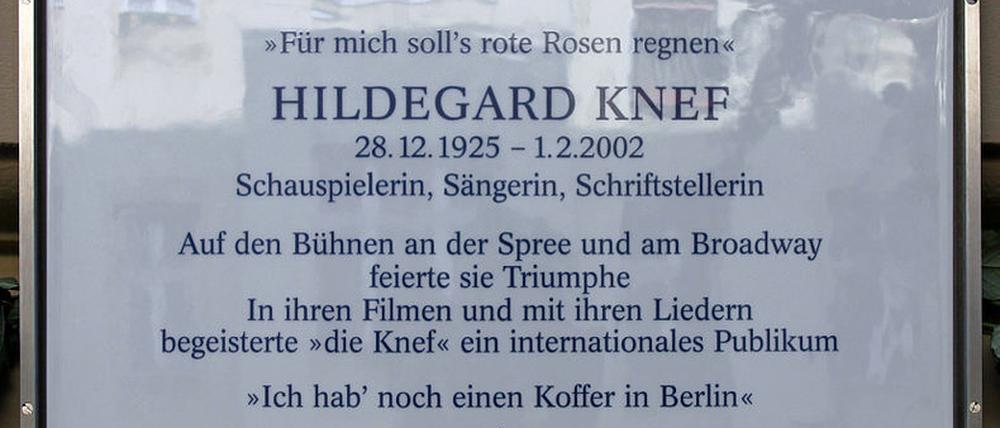 »Für mich soll’s rote Rosen regnen«
HILDEGARD KNEF
28.12.1925 – 1.2.2002
Schauspielerin, Sängerin, Schriftstellerin
Auf den Bühnen an der Spree und am Broadway
feierte sie Triumphe
In ihren Filmen und mit ihren Liedern
begeisterte »die Knef« ein internationales Publikum
»Ich hab’ noch einen Koffer in Berlin«